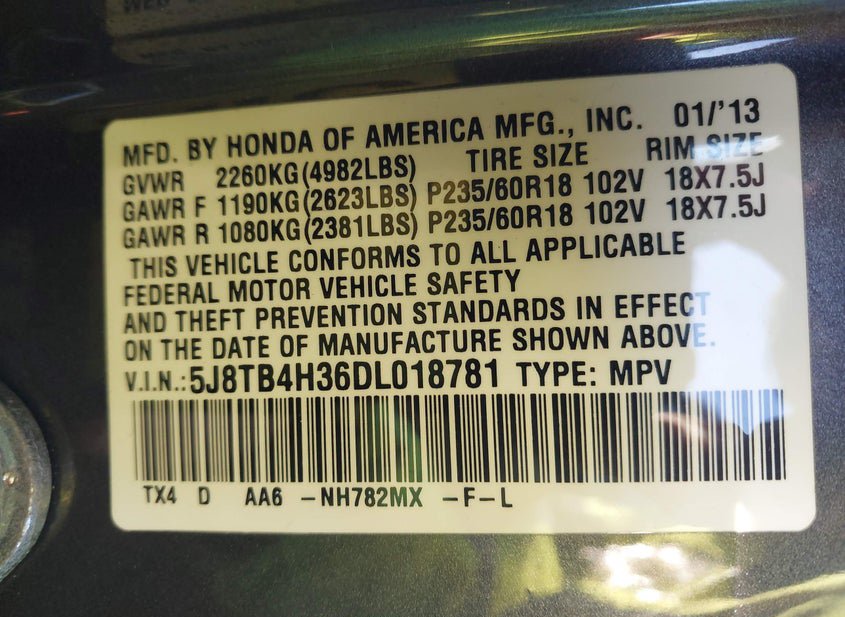 MFD. BY HONDA OF AMERICA MFG., INC. 01/'13
GVWR 2260KG(4982LBS) TIRE SIZE RIM SIZE
GAWR F 1190KG(2623LBS) P235/60R18 102V 18X7.5J
GAWR R 1080KG(2381LBS) P235/60R18 102V 18X7.5J
THIS VEHICLE CONFORMS TO ALL APPLICABLE
FEDERAL MOTOR VEHICLE SAFETY
AND THEFT PREVENTION STANDARDS IN EFFECT
ON THE DATE OF MANUFACTURE SHOWN ABOVE.
V.I.N.:5J8TB4H36DL018781 TYPE: MPV
TX4 D AA6 -NH782MX -F-L